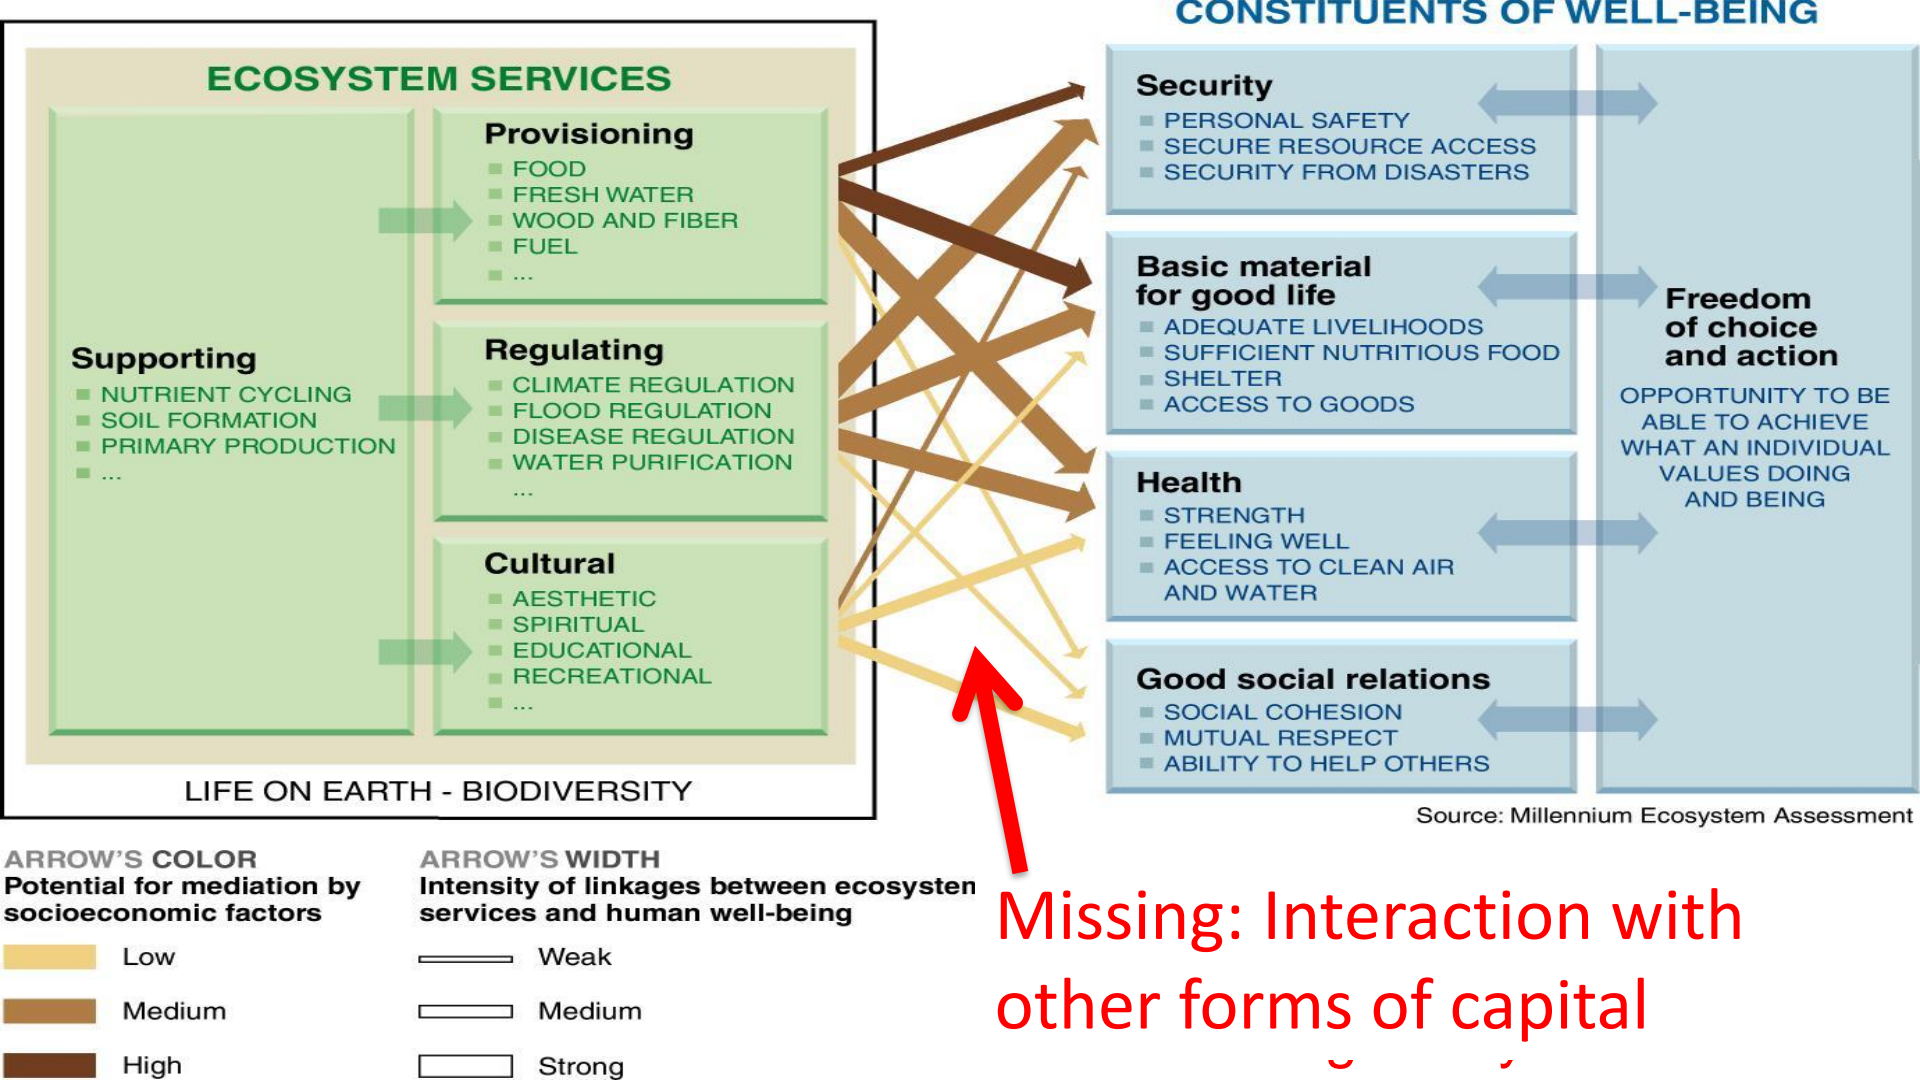 CONSTITUENTS OF WELL-BEING
ECOSYSTEM SERVICES
Supporting
NUTRIENT CYCLING
SOIL FORMATION
PRIMARY PRODUCTION
...
Provisioning
FOOD
FRESH WATER
WOOD AND FIBER
FUEL
...
Regulating
CLIMATE REGULATION
FLOOD REGULATION
DISEASE REGULATION
WATER PURIFICATION
...
Cultural
AESTHETIC
SPIRITUAL
EDUCATIONAL
RECREATIONAL
...
LIFE ON EARTH - BIODIVERSITY
Security
PERSONAL SAFETY
SECURE RESOURCE ACCESS
SECURITY FROM DISASTERS
Basic material
for good life
ADEQUATE LIVELIHOODS
SUFFICIENT NUTRITIOUS FOOD
SHELTER
ACCESS TO GOODS
Health
STRENGTH
FEELING WELL
ACCESS TO CLEAN AIR
AND WATER
Good social relations
SOCIAL COHESION
MUTUAL RESPECT
ABILITY TO HELP OTHERS
Freedom
of choice
and action
OPPORTUNITY TO BE
ABLE TO ACHIEVE
WHAT AN INDIVIDUAL
VALUES DOING
AND BEING
Source: Millennium Ecosystem Assessment
ARROW'S COLOR
Potential for mediation by
socioeconomic factors
Low
Medium
High
ARROW'S WIDTH
Intensity of linkages between ecosystem
services and human well-being
Weak
Medium
Strong
Missing: Interaction with
other forms of capital